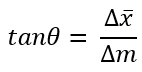 tanθ = Δx̄ / Δm